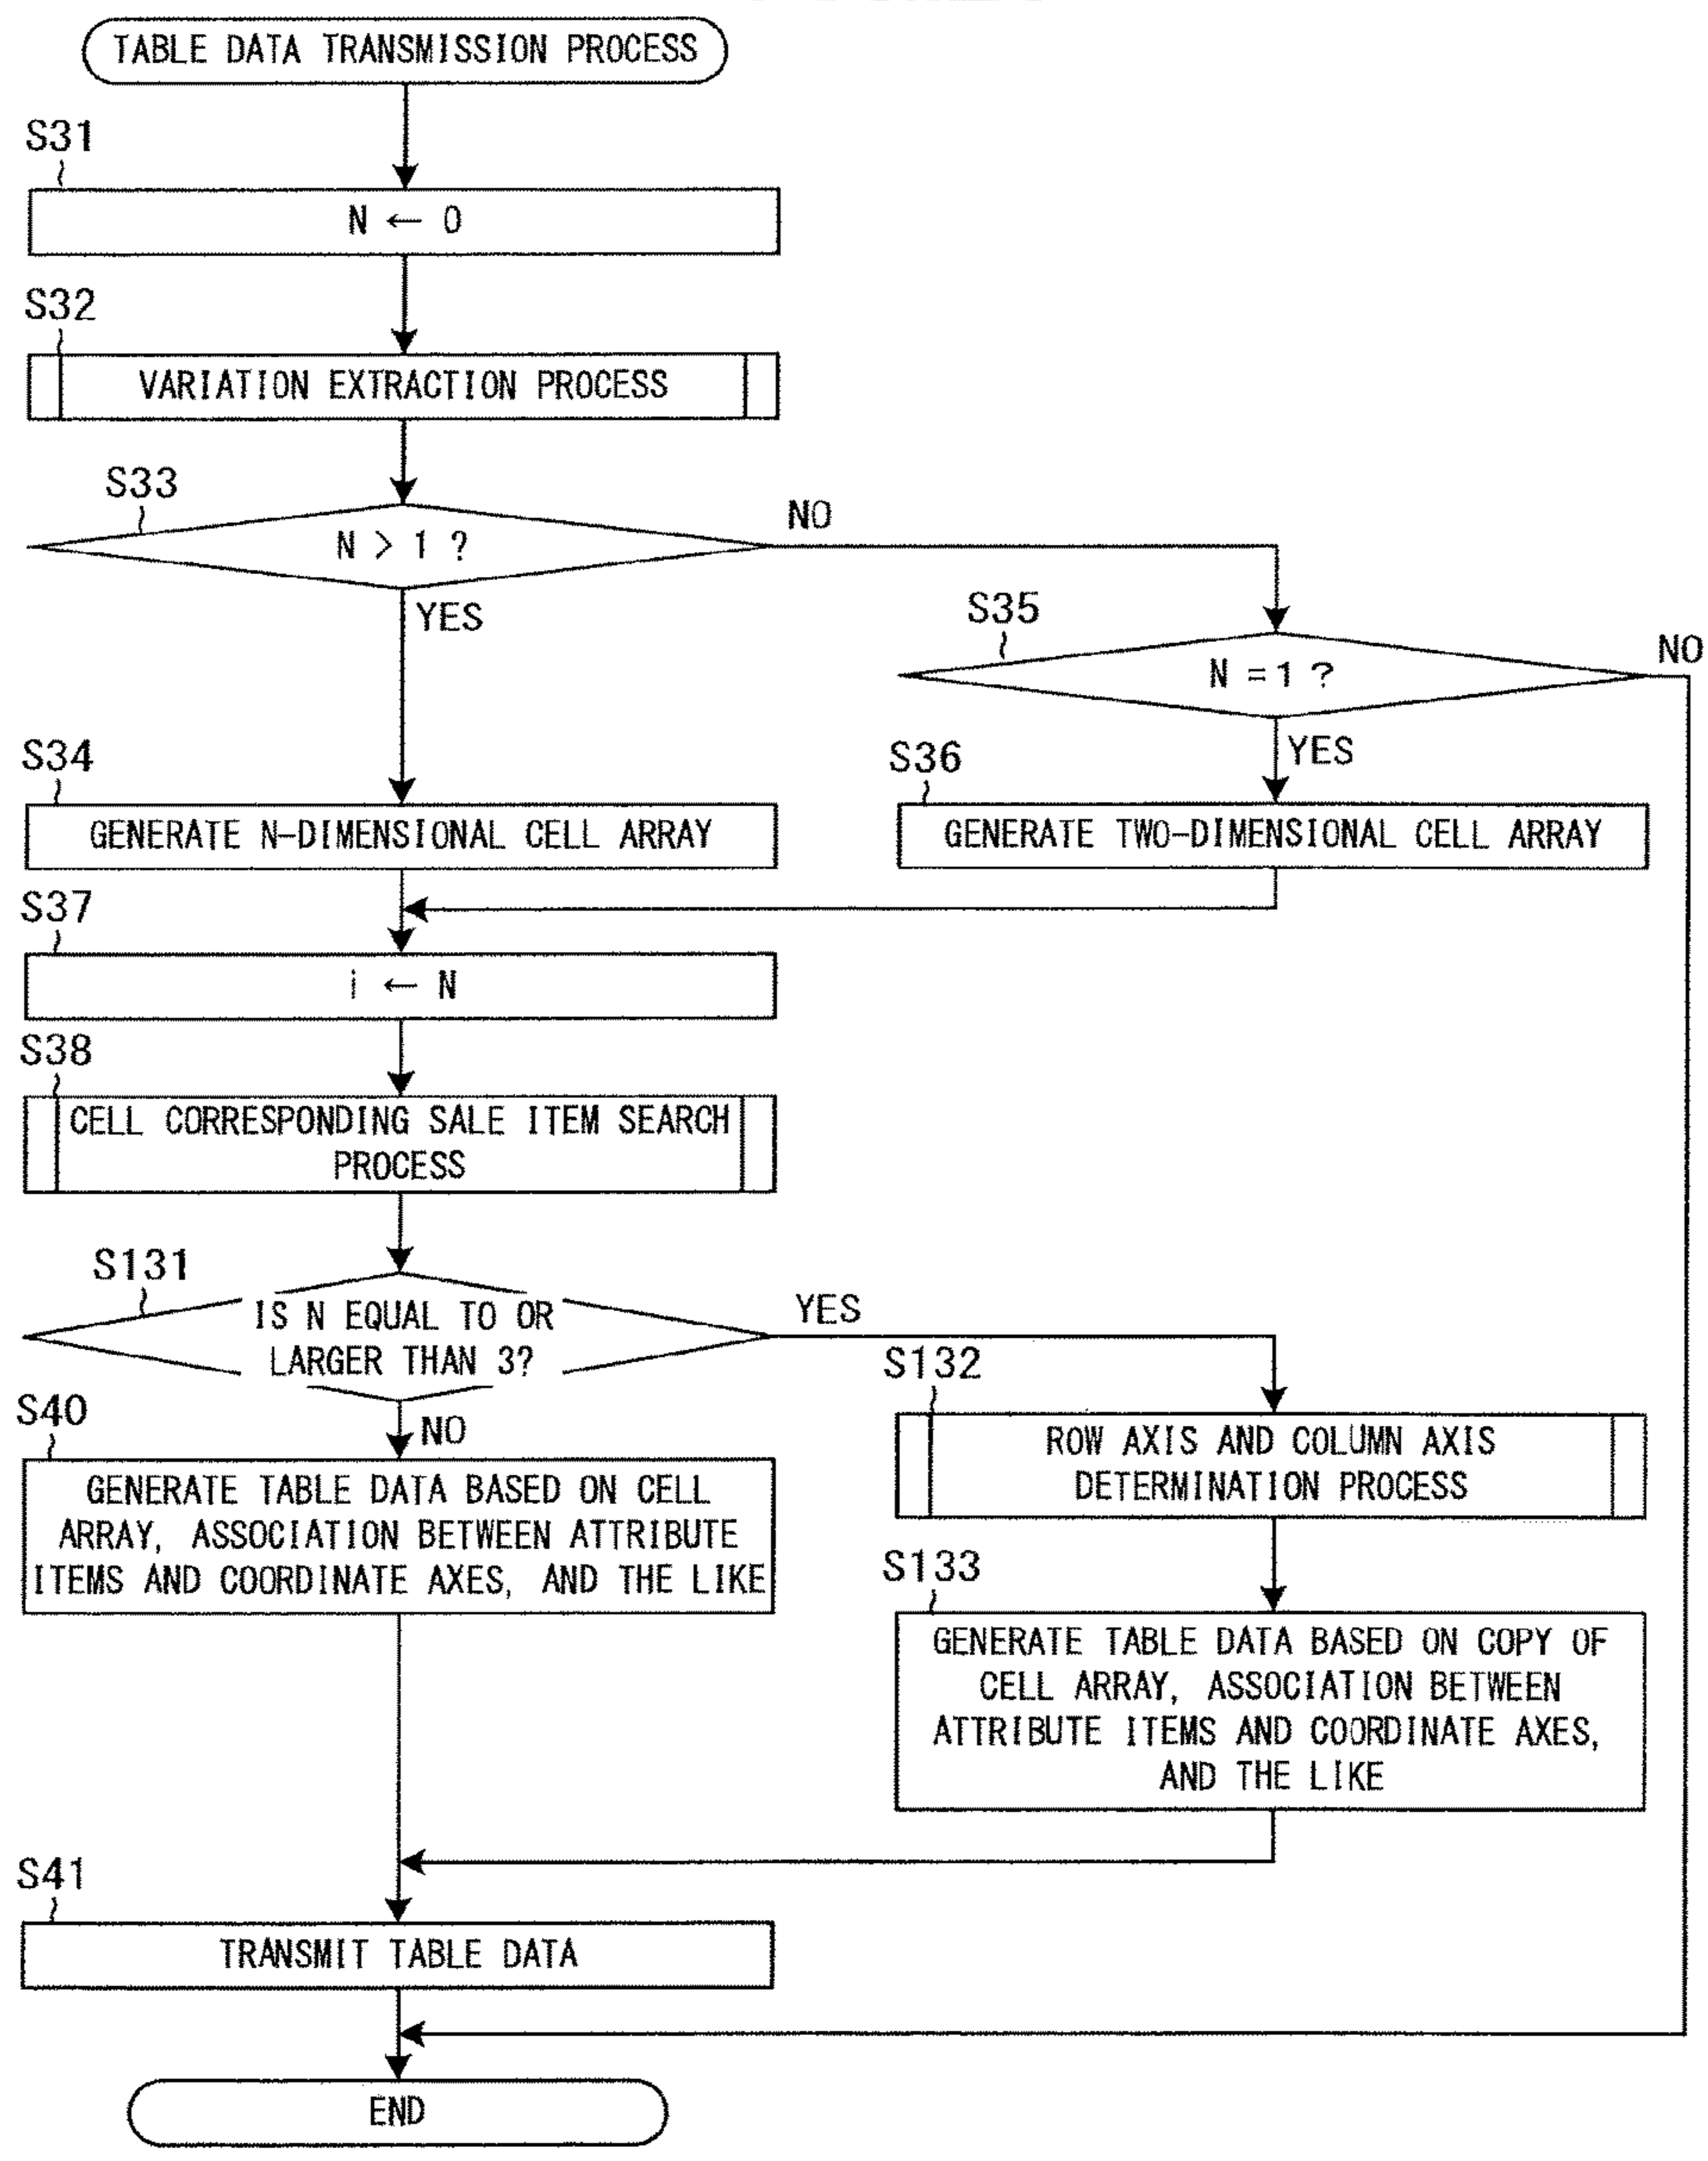 TABLE DATA TRANSMISSION PROCESS
S31
N ← 0
S32
VARIATION EXTRACTION PROCESS
S33
N > 1 ?
NO
YES
S35
N = 1 ?
NO
YES
S34
GENERATE N-DIMENSIONAL CELL ARRAY
S36
GENERATE TWO-DIMENSIONAL CELL ARRAY
S37
i ← N
S38
CELL CORRESPONDING SALE ITEM SEARCH
PROCESS
S131
IS N EQUAL TO OR
LARGER THAN 3?
YES
NO
S132
ROW AXIS AND COLUMN AXIS
DETERMINATION PROCESS
S40
GENERATE TABLE DATA BASED ON CELL
ARRAY, ASSOCIATION BETWEEN ATTRIBUTE
ITEMS AND COORDINATE AXES, AND THE LIKE
S133
GENERATE TABLE DATA BASED ON COPY OF
CELL ARRAY, ASSOCIATION BETWEEN
ATTRIBUTE ITEMS AND COORDINATE AXES,
AND THE LIKE
S41
TRANSMIT TABLE DATA
END